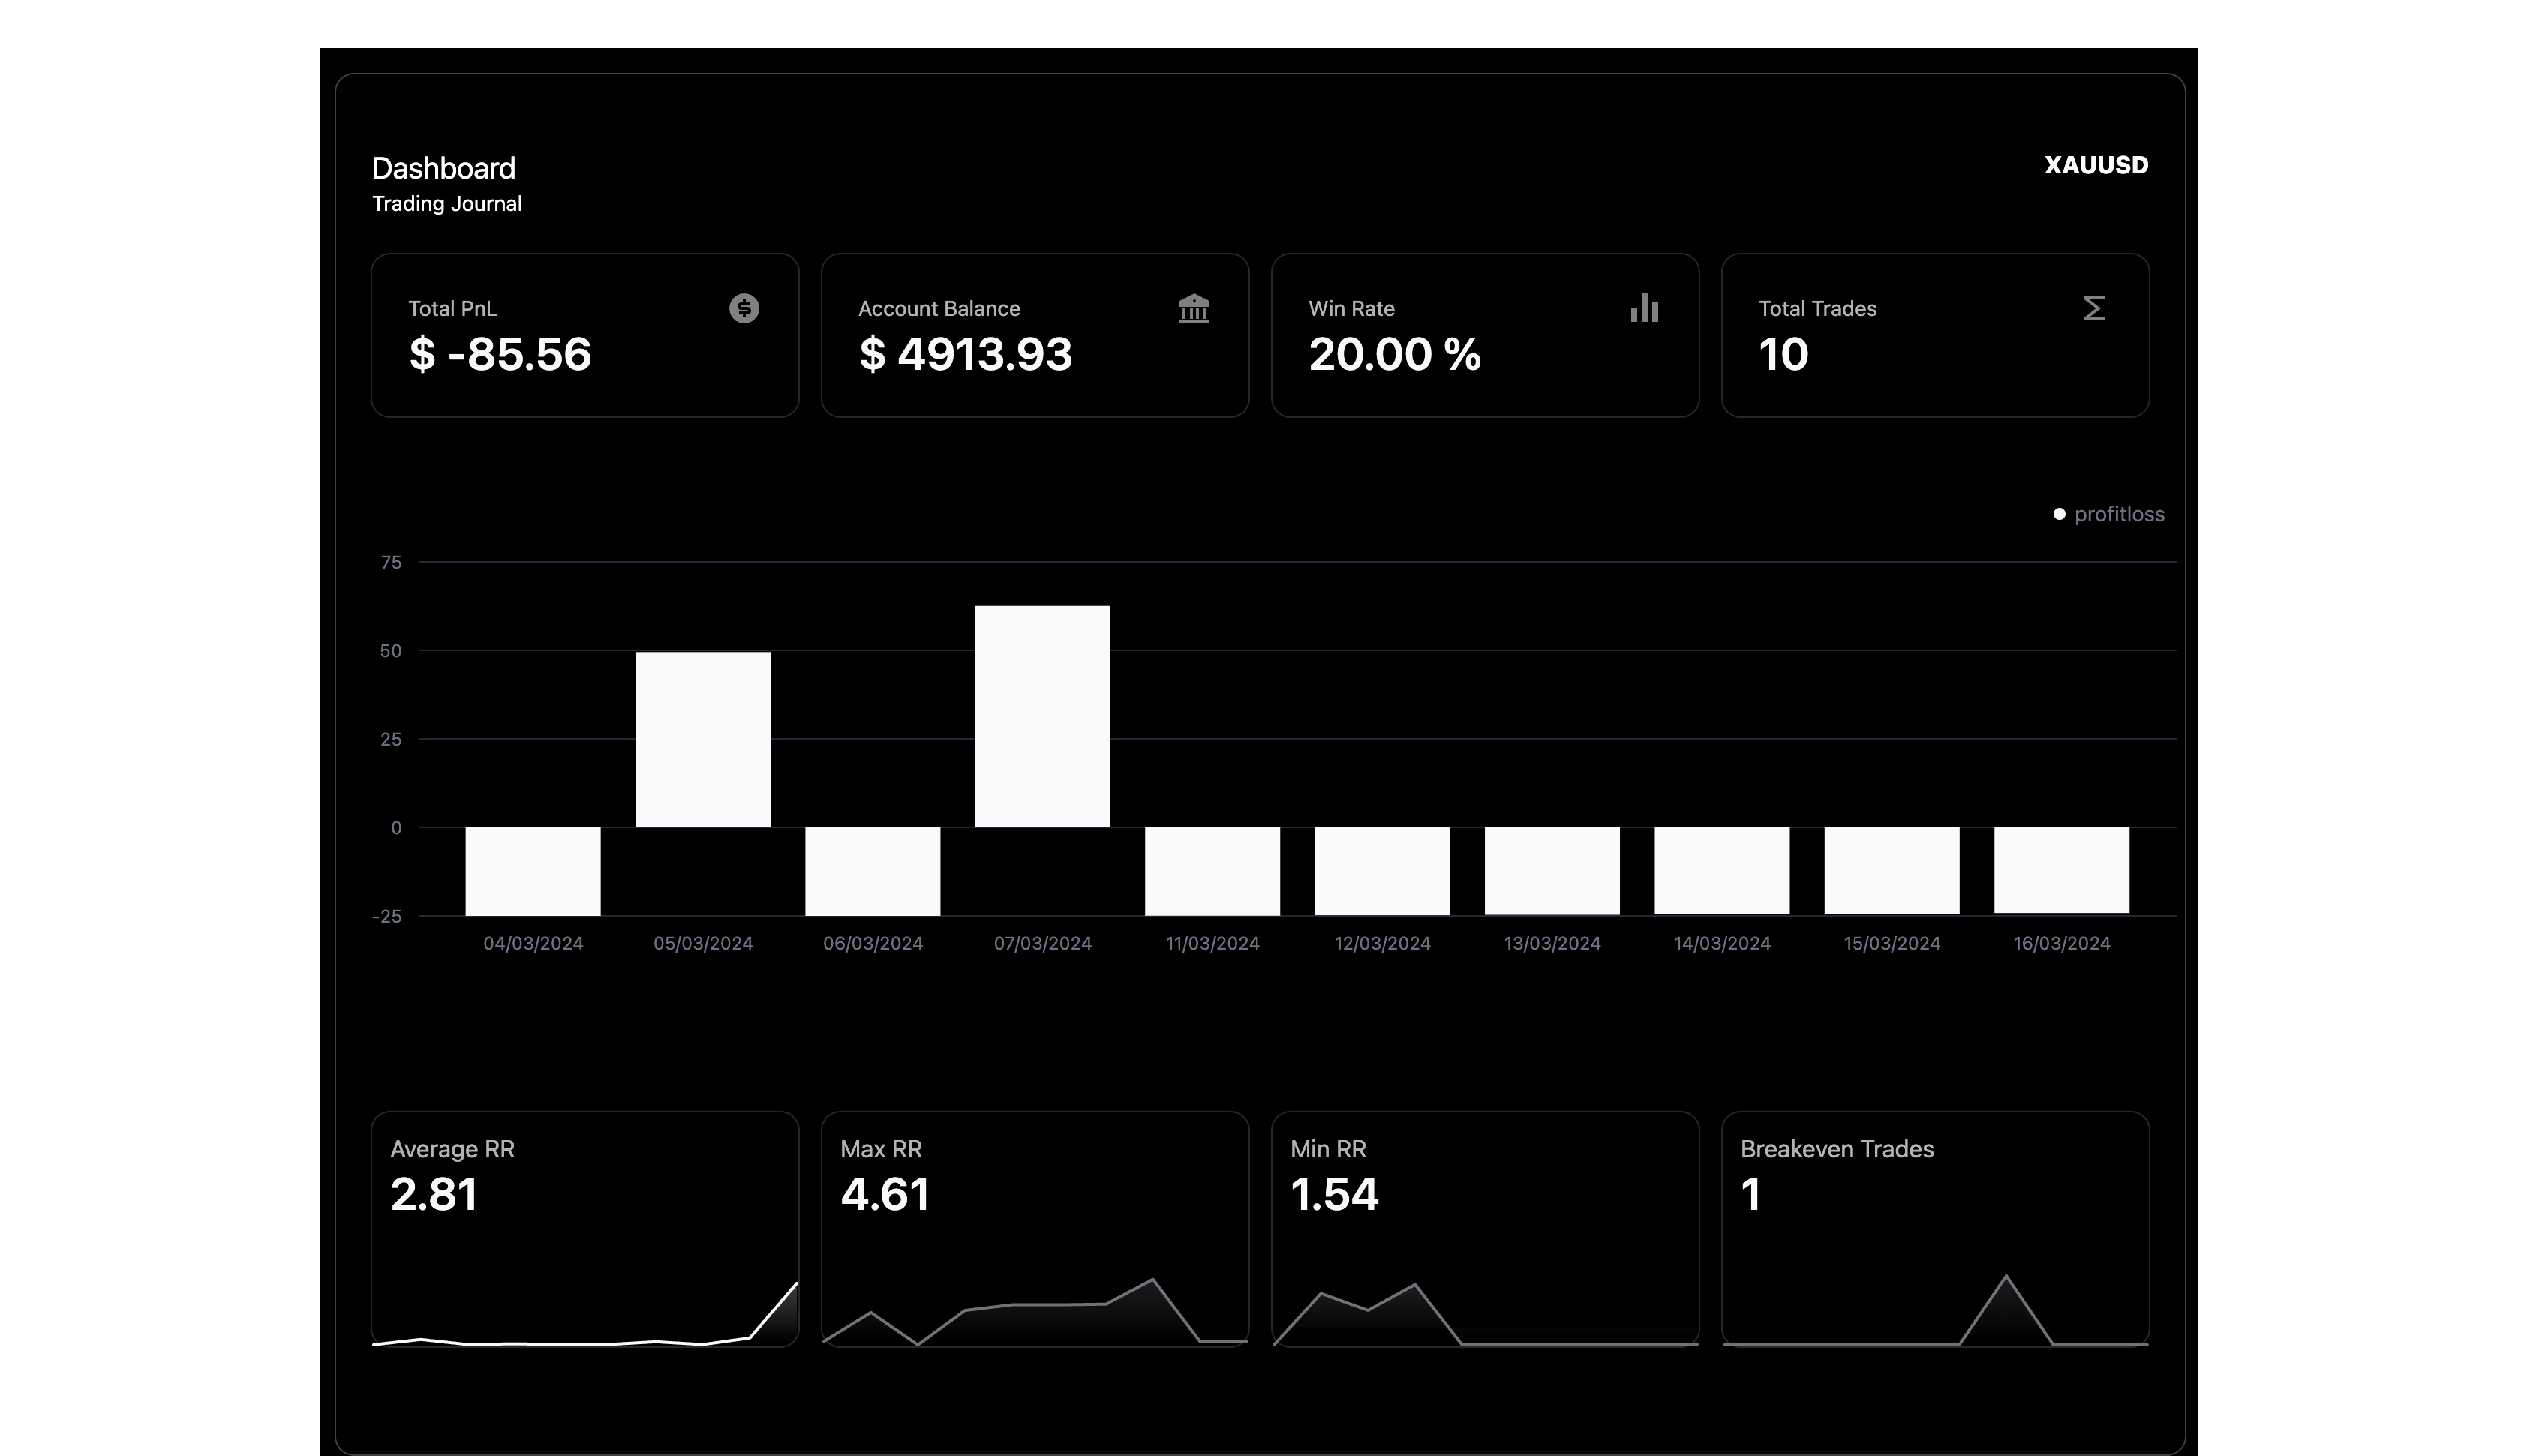 Dashboard
XAUUSD
Trading Journal
Total PnL
$ -85.56
Account Balance
$ 4913.93
Win Rate
20.00 %
Total Trades
10
profitloss
75
50
25
0
-25
04/03/2024 05/03/2024 06/03/2024 07/03/2024 11/03/2024 12/03/2024 13/03/2024 14/03/2024 15/03/2024 16/03/2024
Average RR
2.81
Max RR
4.61
Min RR
1.54
Breakeven Trades
1